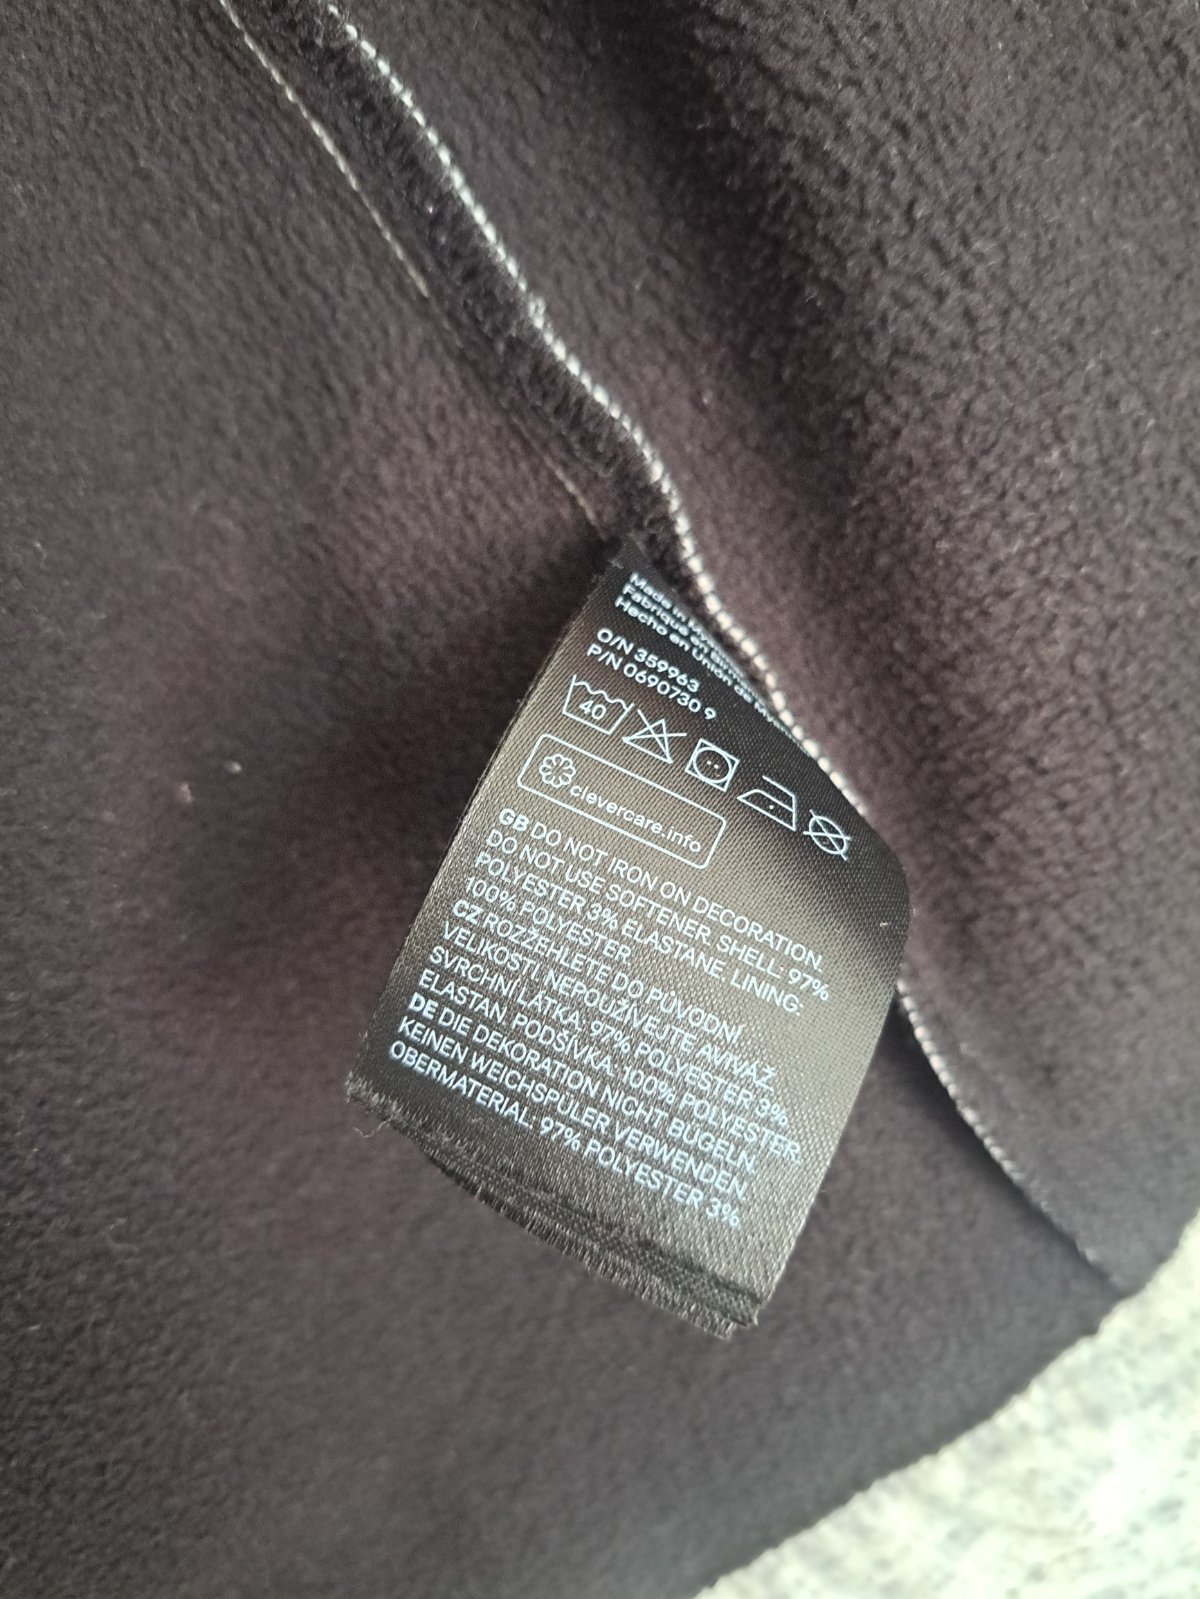 Made in
Fabriqué en
Hecho en Unión de
O/N 359963
P/N 0690730 9
40
clevercare.info
GB DO NOT IRON ON DECORATION.
DO NOT USE SOFTENER. SHELL: 97%
POLYESTER 3% ELASTANE. LINING:
100% POLYESTER
CZ ROZŽEHLETE DO PŮVODNÍ
VELIKOSTI. NEPOUŽÍVEJTE AVIVÁŽ.
SVRCHNÍ LÁTKA: 97% POLYESTER 3%
ELASTAN. PODŠÍVKA: 100% POLYESTER
DE DIE DEKORATION NICHT BÜGELN.
KEINEN WEICHSPÜLER VERWENDEN.
OBERMATERIAL: 97% POLYESTER 3%